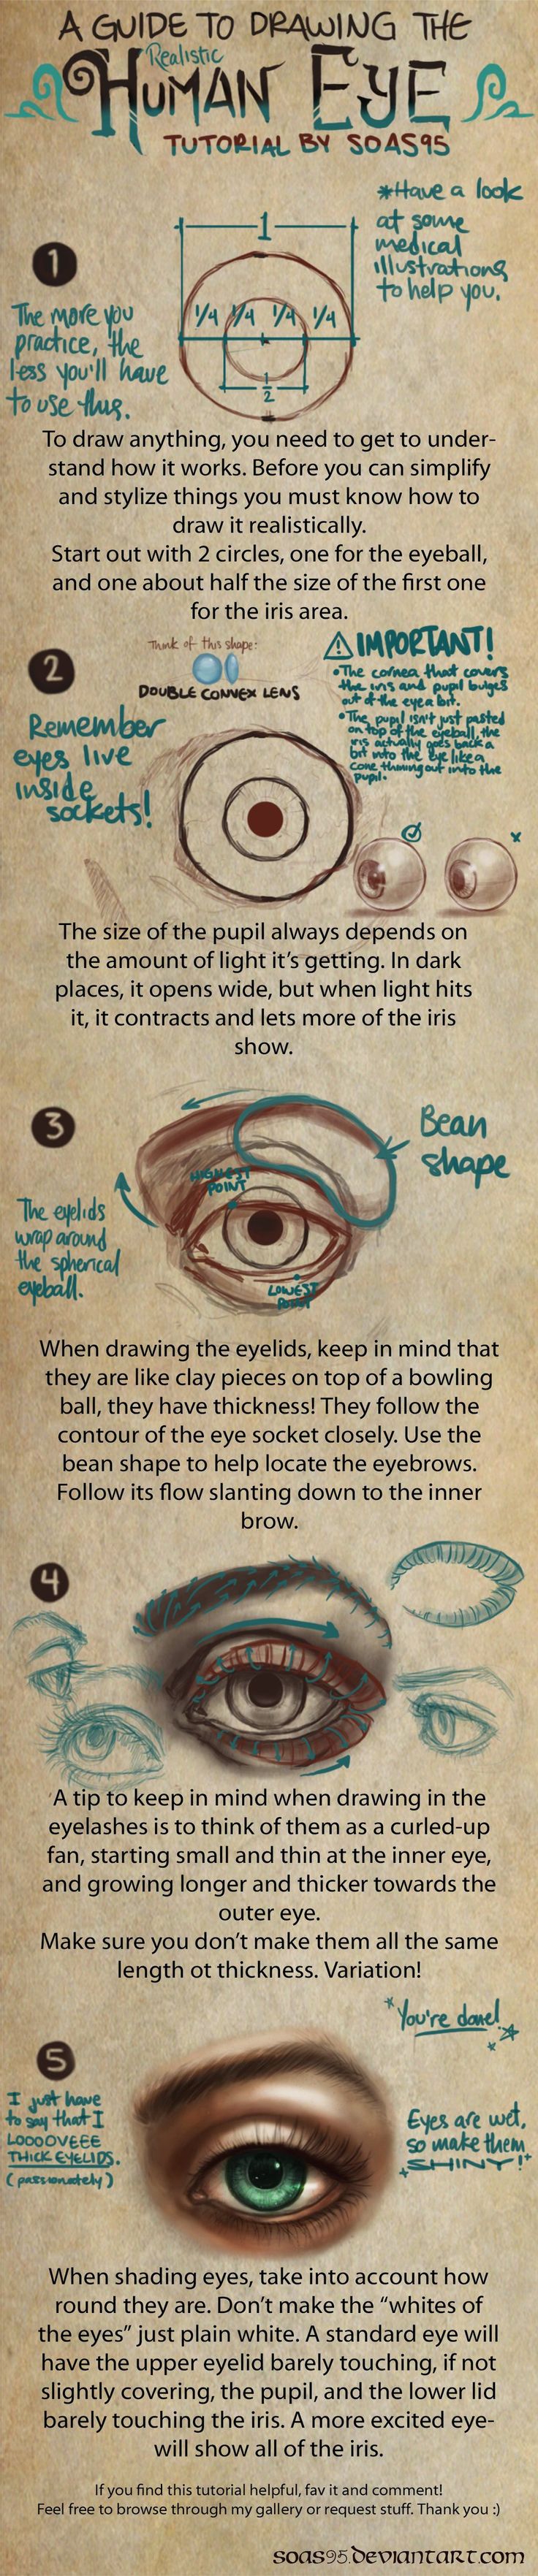 A GUIDE TO DRAWING THE
Realistic
HUMAN EYE
TUTORIAL BY SOAS95
*Have a look
at some
medical
illustrations
to help you.
1
1
The more you
practice, the
less you'll have
to use this.
1/4 1/4 1/4 1/4
1/2
To draw anything, you need to get to under-
stand how it works. Before you can simplify
and stylize things you must know how to
draw it realistically.
Start out with 2 circles, one for the eyeball,
and one about half the size of the first one
for the iris area.
2
Think of this shape:
DOUBLE CONVEX LENS
Remember
eyes live
inside
sockets!
IMPORTANT!
•The cornea that covers
the iris and pupil bulges
out of the eye a bit.
•The pupil isn't just pasted
on top of the eyeball, the
iris actually goes back a
bit into the eye like a
cone thinning out into the
pupil.
The size of the pupil always depends on
the amount of light it's getting. In dark
places, it opens wide, but when light hits
it, it contracts and lets more of the iris
show.
3
Bean
shape
HIGHEST
POINT
The eyelids
wrap around
the spherical
eyeball.
LOWEST
POINT
When drawing the eyelids, keep in mind that
they are like clay pieces on top of a bowling
ball, they have thickness! They follow the
contour of the eye socket closely. Use the
bean shape to help locate the eyebrows.
Follow its flow slanting down to the inner
brow.
4
A tip to keep in mind when drawing in the
eyelashes is to think of them as a curled-up
fan, starting small and thin at the inner eye,
and growing longer and thicker towards the
outer eye.
Make sure you don't make them all the same
length ot thickness. Variation!
*You're done!
5
I just have
to say that I
LOOOVEEE
THICK EYELIDS.
(passionately)
Eyes are wet,
so make them
SHINY!
When shading eyes, take into account how
round they are. Don't make the “whites of
the eyes” just plain white. A standard eye will
have the upper eyelid barely touching, if not
slightly covering, the pupil, and the lower lid
barely touching the iris. A more excited eye-
will show all of the iris.
If you find this tutorial helpful, fav it and comment!
Feel free to browse through my gallery or request stuff. Thank you :)
soas95.deviantart.com